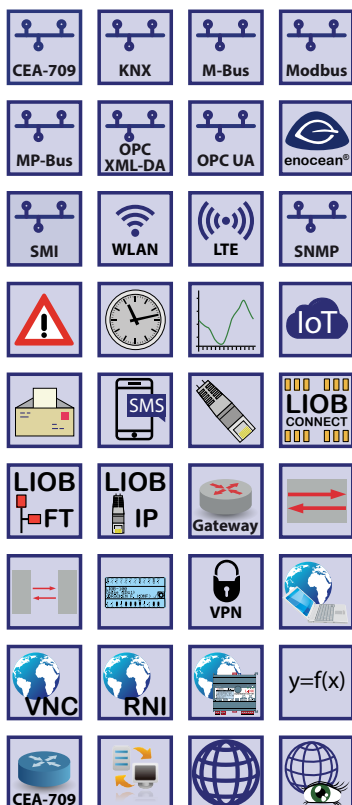 CEA-709
KNX
M-Bus
Modbus
MP-Bus
OPC
XML-DA
OPC UA
enocean®
SMI
WLAN
LTE
SNMP
IoT
SMS
LIOB
CONNECT
LIOB
FT
LIOB
IP
Gateway
VPN
VNC
RNI
y=f(x)
CEA-709